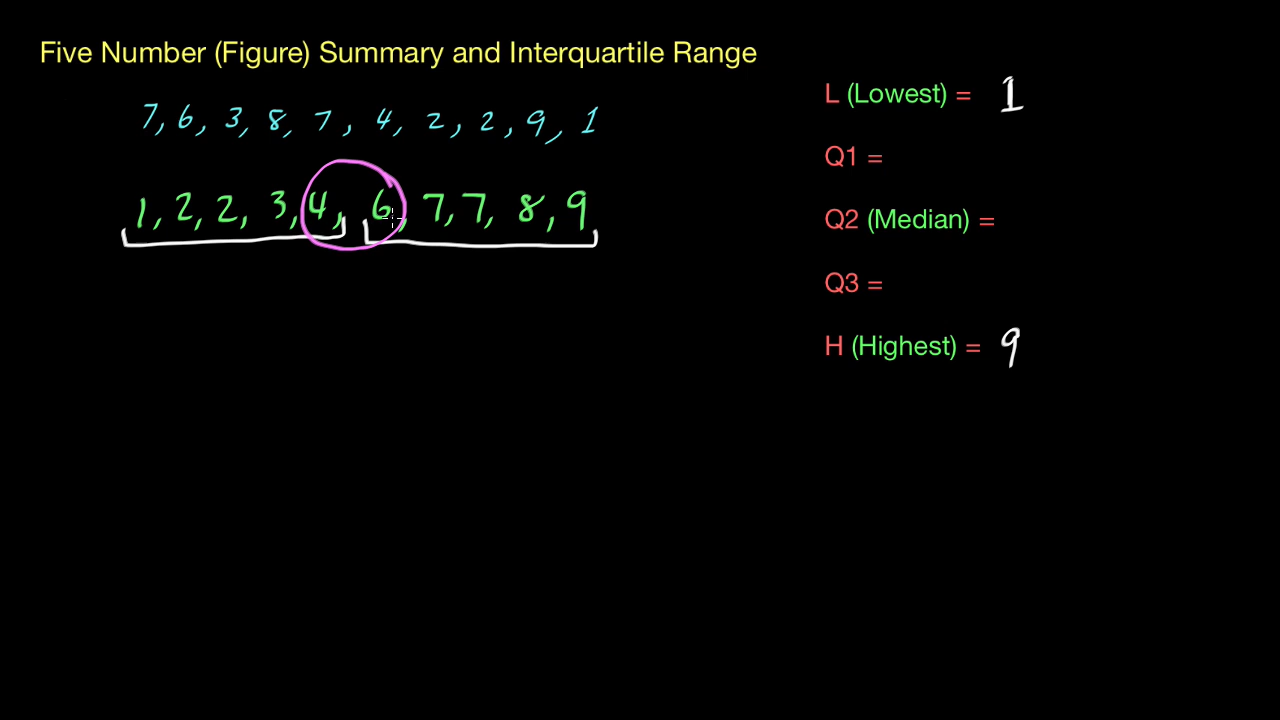 Five Number (Figure) Summary and Interquartile Range
7, 6, 3, 8, 7, 4, 2, 2, 9, 1
1, 2, 2, 3, 4, 6, 7, 7, 8, 9
L (Lowest) = 1
Q1 =
Q2 (Median) =
Q3 =
H (Highest) = 9